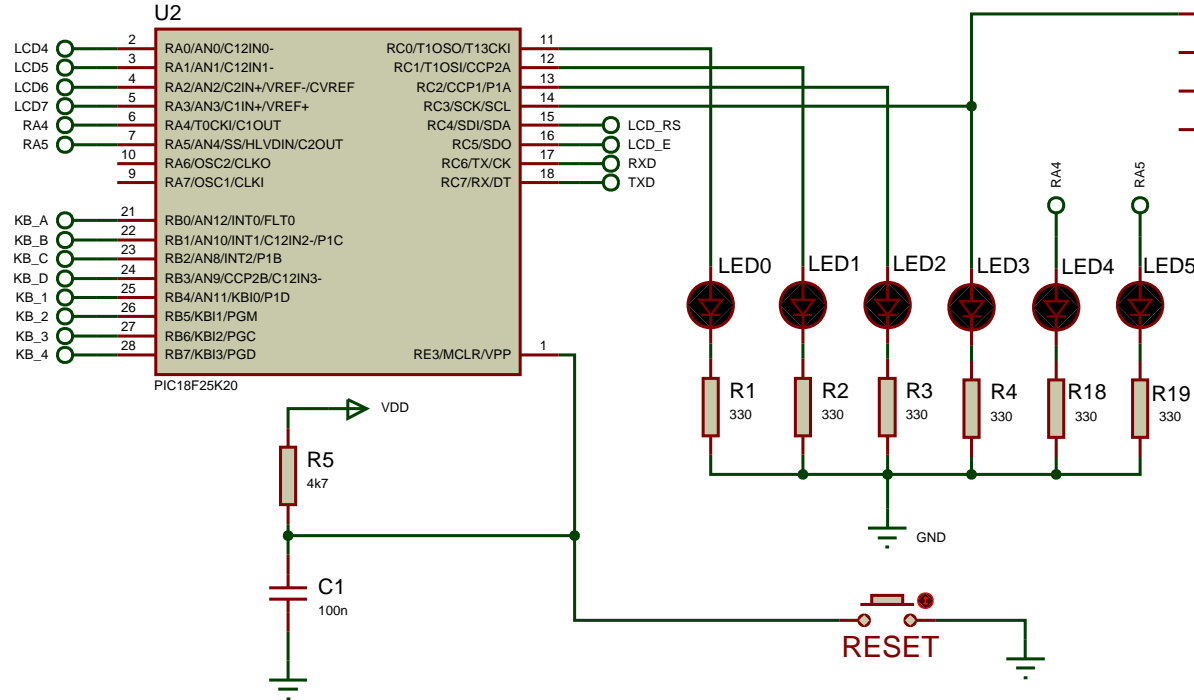 U2
LCD4 2 RA0/AN0/C12IN0- RC0/T1OSO/T13CKI 11
LCD5 3 RA1/AN1/C12IN1- RC1/T1OSI/CCP2A 12
LCD6 4 RA2/AN2/C2IN+/VREF-/CVREF RC2/CCP1/P1A 13
LCD7 5 RA3/AN3/C1IN+/VREF+ RC3/SCK/SCL 14
RA4 6 RA4/T0CKI/C1OUT RC4/SDI/SDA 15 LCD_RS
RA5 7 RA5/AN4/SS/HLVDIN/C2OUT RC5/SDO 16 LCD_E
10 RA6/OSC2/CLKO RC6/TX/CK 17 RXD
9 RA7/OSC1/CLKI RC7/RX/DT 18 TXD
KB_A 21 RB0/AN12/INT0/FLT0
KB_B 22 RB1/AN10/INT1/C12IN2-/P1C
KB_C 23 RB2/AN8/INT2/P1B
KB_D 24 RB3/AN9/CCP2B/C12IN3-
KB_1 25 RB4/AN11/KBI0/P1D
KB_2 26 RB5/KBI1/PGM
KB_3 27 RB6/KBI2/PGC
KB_4 28 RB7/KBI3/PGD RE3/MCLR/VPP 1
PIC18F25K20
RA4 RA5
LED0 LED1 LED2 LED3 LED4 LED5
R1 R2 R3 R4 R18 R19
330 330 330 330 330 330
VDD
R5
4k7
GND
C1
100n
RESET